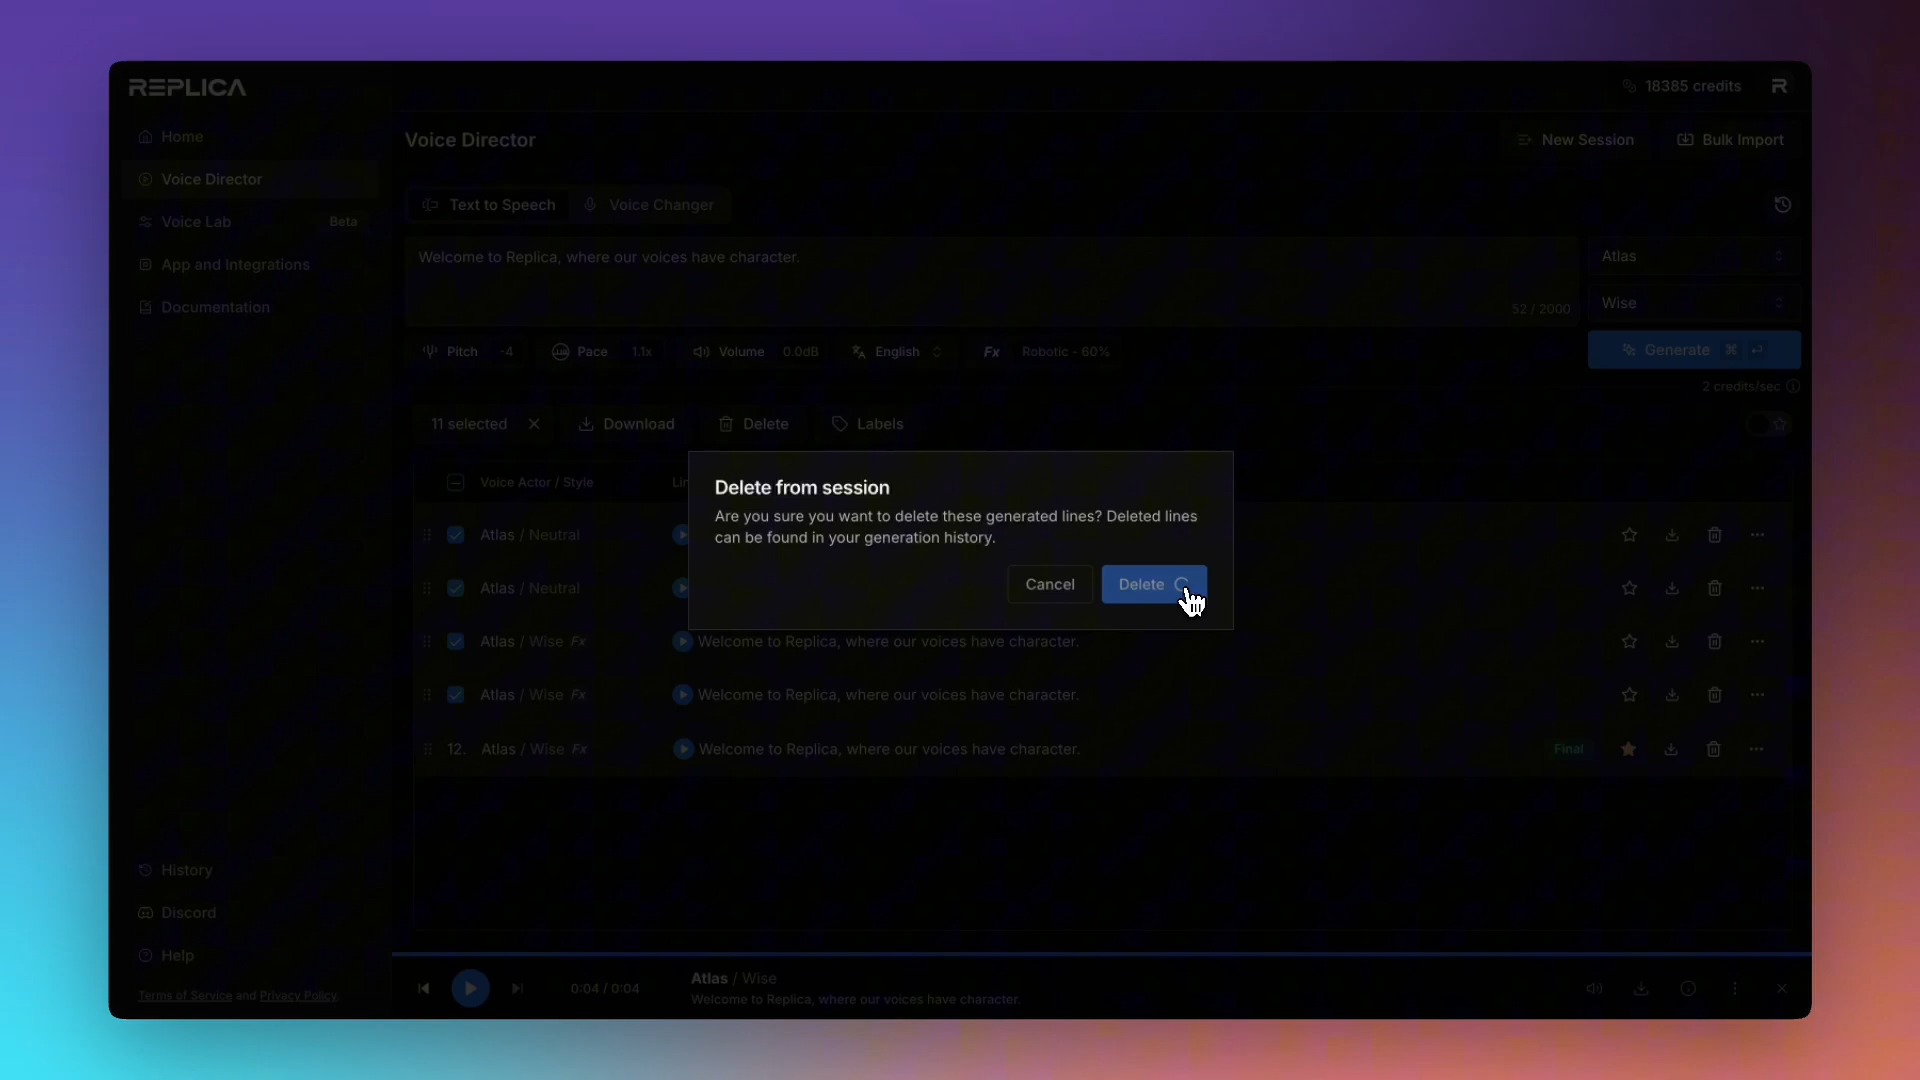 REPLICA
18385 credits
R
Home
Voice Director
Voice Lab
Beta
App and Integrations
Documentation
Voice Director
New Session
Bulk Import
Text to Speech
Voice Changer
Welcome to Replica, where our voices have character.
52 / 2000
Atlas
Wise
Pitch -4
Pace 1.1x
Volume 0.0dB
English
Fx Robotic - 60%
Generate ⌘ ↵
2 credits/sec
11 selected
Download
Delete
Labels
Voice Actor / Style
Delete from session
Are you sure you want to delete these generated lines? Deleted lines
can be found in your generation history.
Cancel
Delete
Atlas / Neutral
Atlas / Neutral
Atlas / Wise Fx
Welcome to Replica, where our voices have character.
Atlas / Wise Fx
Welcome to Replica, where our voices have character.
12. Atlas / Wise Fx
Welcome to Replica, where our voices have character.
Final
History
Discord
Help
Terms of Service and Privacy Policy.
0:04 / 0:04
Atlas / Wise
Welcome to Replica, where our voices have character.